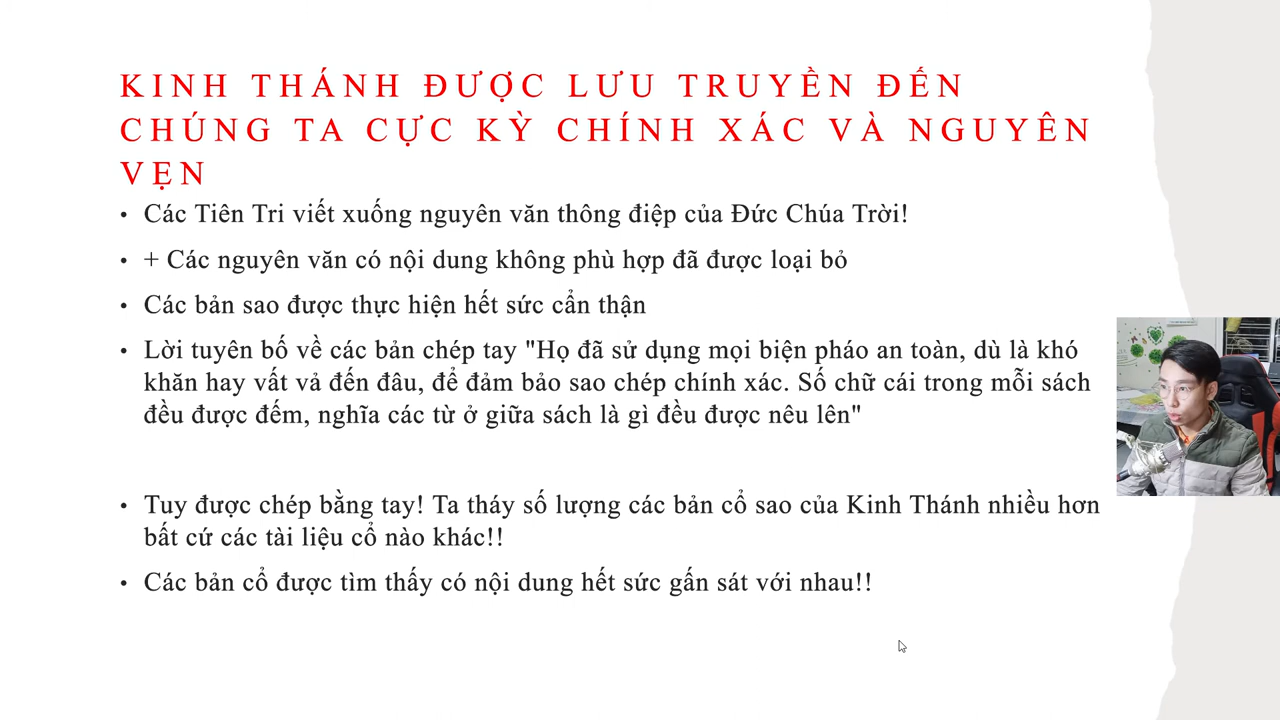 KINH THÁNH ĐƯỢC LƯU TRUYỀN ĐẾN
CHÚNG TA CỰC KỲ CHÍNH XÁC VÀ NGUYÊN
VẸN
• Các Tiên Tri viết xuống nguyên văn thông điệp của Đức Chúa Trời!
• + Các nguyên văn có nội dung không phù hợp đã được loại bỏ
• Các bản sao được thực hiện hết sức cẩn thận
• Lời tuyên bố về các bản chép tay "Họ đã sử dụng mọi biện pháo an toàn, dù là khó
khăn hay vất vả đến đâu, để đảm bảo sao chép chính xác. Số chữ cái trong mỗi sách
đều được đếm, nghĩa các từ ở giữa sách là gì đều được nêu lên"
• Tuy được chép bằng tay! Ta tháy số lượng các bản cổ sao của Kinh Thánh nhiều hơn
bất cứ các tài liệu cổ nào khác!!
• Các bản cổ được tìm thấy có nội dung hết sức gấn sát với nhau!!